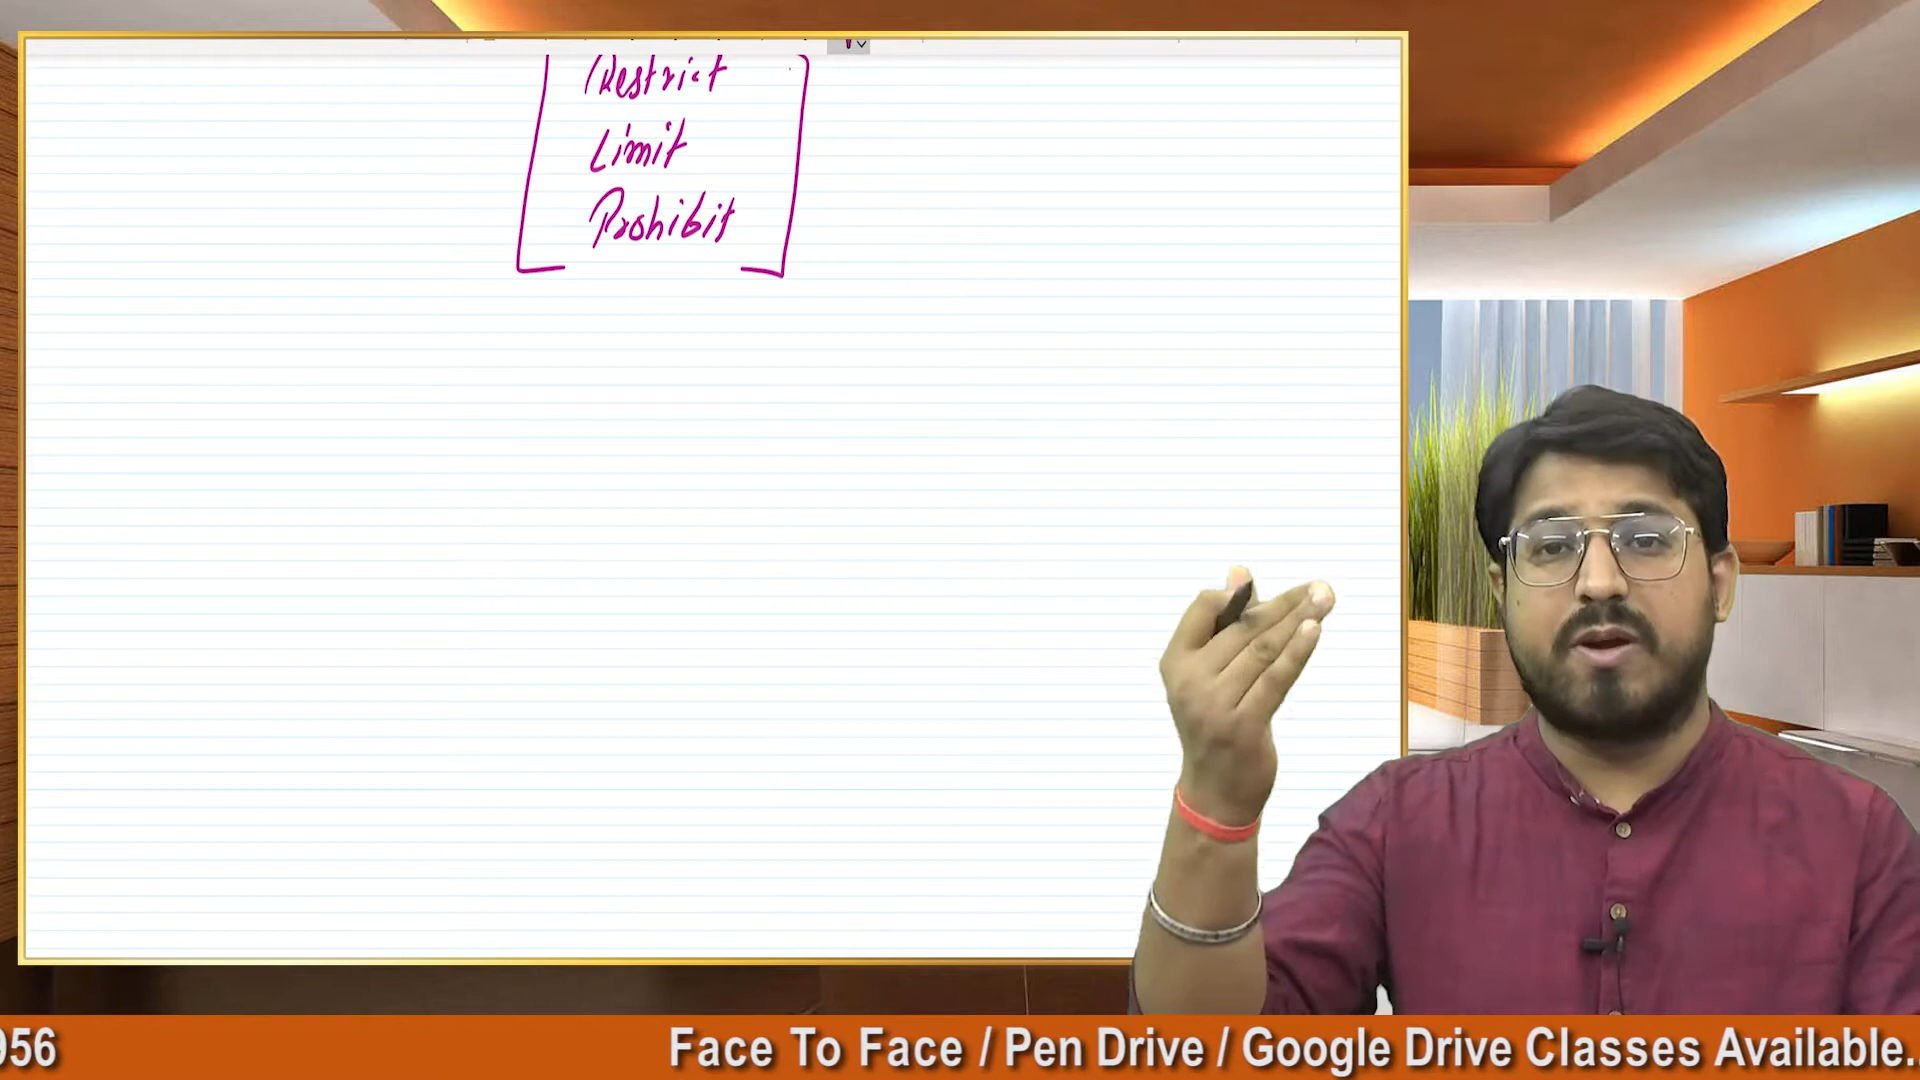 Restrict
Limit
Prohibit
956
Face To Face / Pen Drive / Google Drive Classes Available..